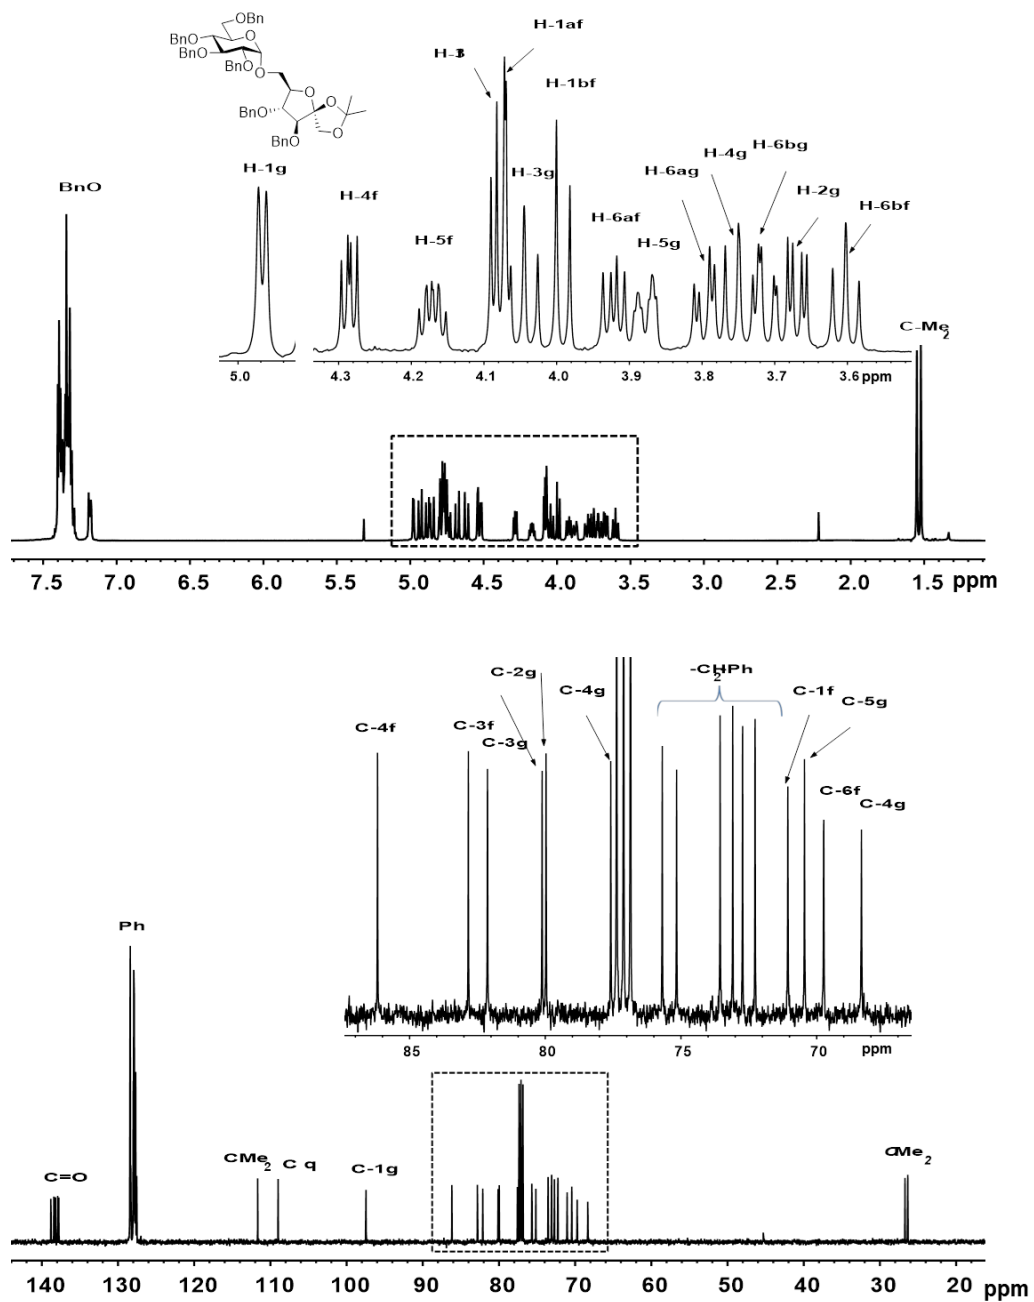 OBn
BnO
O
BnO
BnO
O
O
O
BnO
O
BnO
H-1af
H-1bf
H-1g
BnO
H-4f
H-5f
H-3g
H-6af
H-5g
H-6ag
H-4g
H-6bg
H-2g
H-6bf
C-Me2
5.0 4.3 4.2 4.1 4.0 3.9 3.8 3.7 3.6 ppm
7.5 7.0 6.5 6.0 5.5 5.0 4.5 4.0 3.5 3.0 2.5 2.0 1.5 ppm
C-2g
C-4g
-CH2Ph
C-1f
C-5g
C-4f
C-3f
C-3g
C-6f
C-4g
85 80 75 70 ppm
Ph
CMe2
C q
C-1g
C=O
CMe2
140 130 120 110 100 90 80 70 60 50 40 30 20 ppm